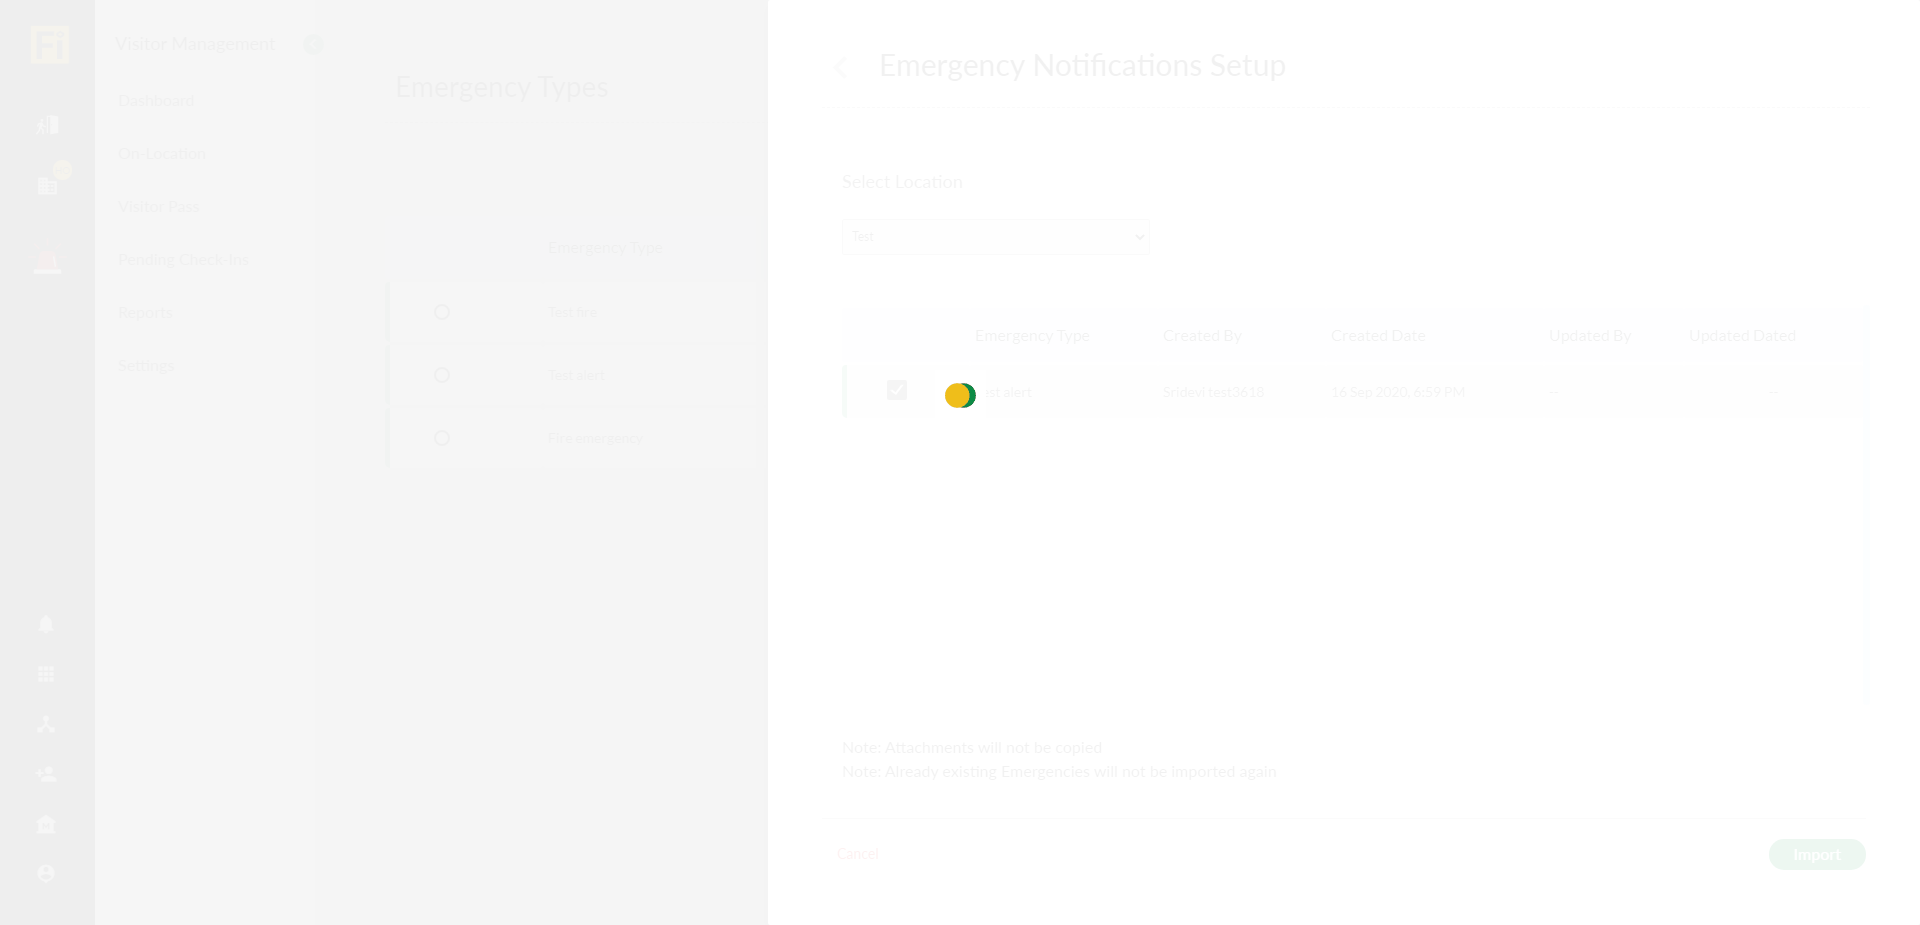 Fi
Visitor Management
Dashboard
On-Location
Visitor Pass
Pending Check-Ins
Reports
Settings
Emergency Types
Emergency Type
Test fire
Test alert
Fire emergency
Emergency Notifications Setup
Select Location
Test
Emergency Type Created By Created Date Updated By Updated Dated
est alert Sridevi test3618 16 Sep 2020, 6:59 PM -- --
Note: Attachments will not be copied
Note: Already existing Emergencies will not be imported again
Cancel
Import